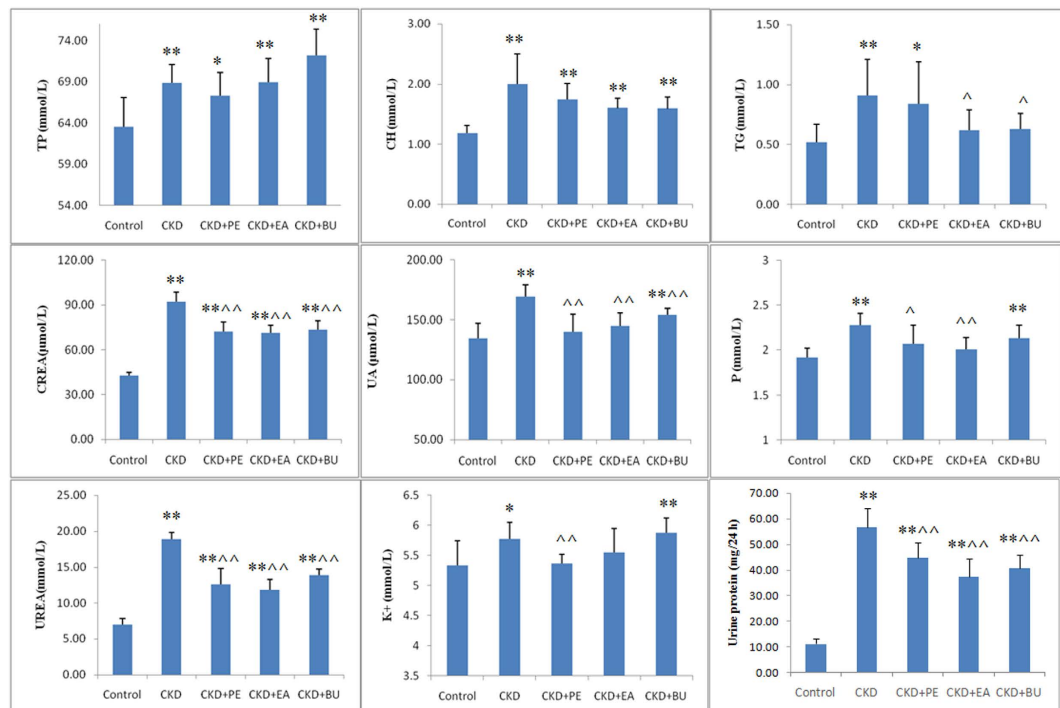 TP (mmol/L)
74.00
69.00
64.00
59.00
54.00
** * ** **
Control CKD CKD+PE CKD+EA CKD+BU
CH (mmol/L)
3.00
2.00
1.00
0.00
** ** ** **
Control CKD CKD+PE CKD+EA CKD+BU
TG (mmol/L)
1.50
1.00
0.50
0.00
** * ^ ^
Control CKD CKD+PE CKD+EA CKD+BU
CREA(μmol/L)
120.00
90.00
60.00
30.00
0.00
** **^^ **^^ **^^
Control CKD CKD+PE CKD+EA CKD+BU
UA (μmol/L)
200.00
150.00
100.00
50.00
** ^^ ^^ **^^
Control CKD CKD+PE CKD+EA CKD+BU
P (mmol/L)
3
2.5
2
1.5
1
** ^ ^^ **
Control CKD CKD+PE CKD+EA CKD+BU
UREA(mmol/L)
25.00
20.00
15.00
10.00
5.00
0.00
** **^^ **^^ **^^
Control CKD CKD+PE CKD+EA CKD+BU
K+ (mmol/L)
6.5
6
5.5
5
4.5
4
3.5
* ^^ **
Control CKD CKD+PE CKD+EA CKD+BU
Urine protein (mg/24 h)
70.00
60.00
50.00
40.00
30.00
20.00
10.00
0.00
** **^^ **^^ **^^
Control CKD CKD+PE CKD+EA CKD+BU